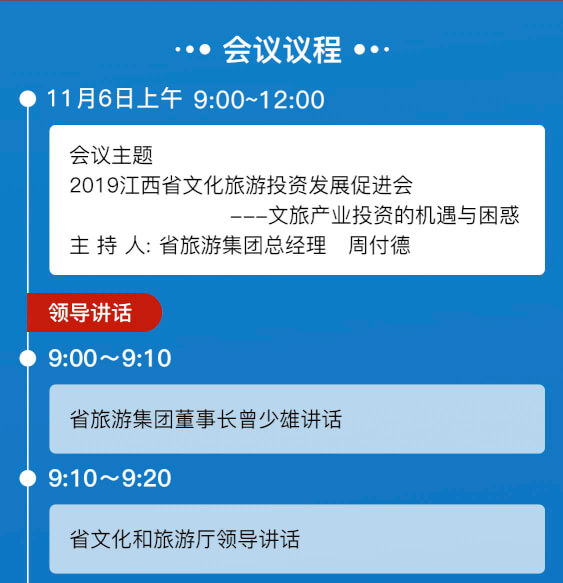 会议议程
11月6日上午 9:00~12:00
会议主题
2019江西省文化旅游投资发展促进会
---文旅产业投资的机遇与困惑
主 持 人: 省旅游集团总经理 周付德
领导讲话
9:00～9:10
省旅游集团董事长曾少雄讲话
9:10～9:20
省文化和旅游厅领导讲话